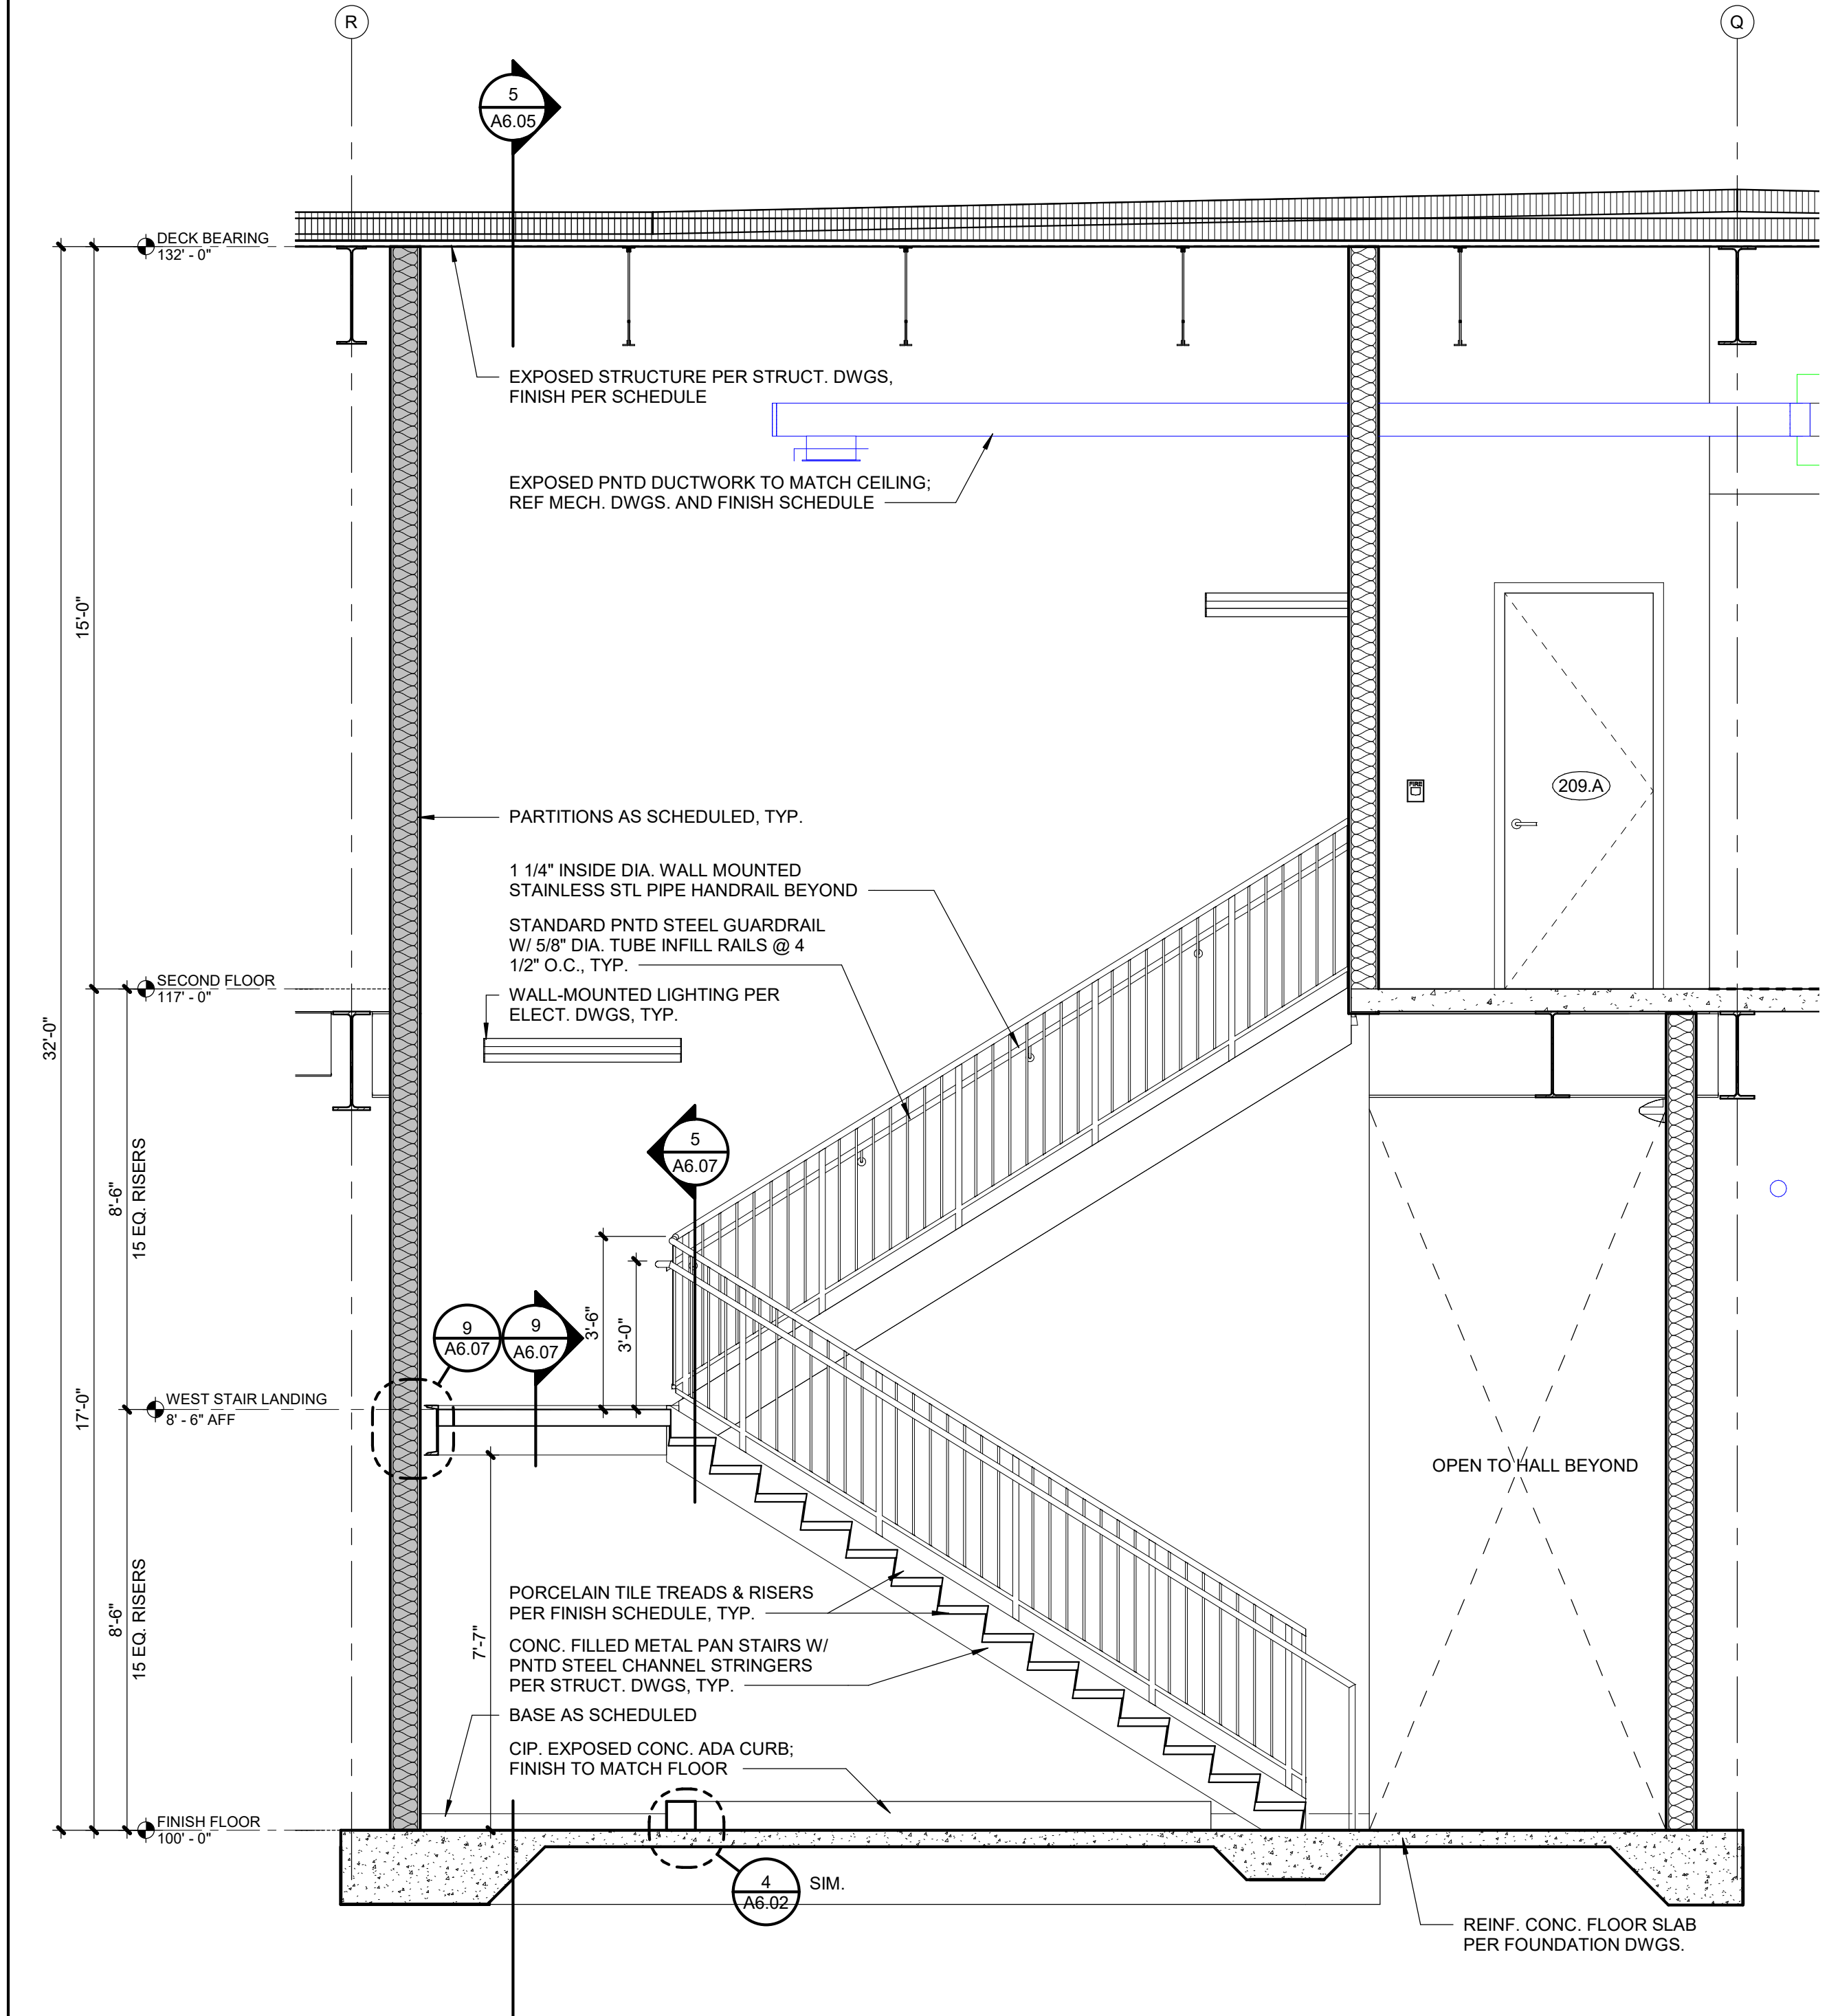 R
Q
5
A6.05
DECK BEARING
132' - 0"
EXPOSED STRUCTURE PER STRUCT. DWGS,
FINISH PER SCHEDULE
EXPOSED PNTD DUCTWORK TO MATCH CEILING;
REF MECH. DWGS. AND FINISH SCHEDULE
15'-0"
FIRE
209.A
PARTITIONS AS SCHEDULED, TYP.
1 1/4" INSIDE DIA. WALL MOUNTED
STAINLESS STL PIPE HANDRAIL BEYOND
STANDARD PNTD STEEL GUARDRAIL
W/ 5/8" DIA. TUBE INFILL RAILS @ 4
1/2" O.C., TYP.
SECOND FLOOR
117' - 0"
WALL-MOUNTED LIGHTING PER
ELECT. DWGS, TYP.
32'-0"
5
A6.07
8'-6"
15 EQ. RISERS
9
A6.07
9
A6.07
3'-6"
3'-0"
17'-0"
WEST STAIR LANDING
8' - 6" AFF
OPEN TO HALL BEYOND
8'-6"
15 EQ. RISERS
7'-7"
PORCELAIN TILE TREADS & RISERS
PER FINISH SCHEDULE, TYP.
CONC. FILLED METAL PAN STAIRS W/
PNTD STEEL CHANNEL STRINGERS
PER STRUCT. DWGS, TYP.
BASE AS SCHEDULED
CIP. EXPOSED CONC. ADA CURB;
FINISH TO MATCH FLOOR
FINISH FLOOR
100' - 0"
4
A6.02
SIM.
REINF. CONC. FLOOR SLAB
PER FOUNDATION DWGS.